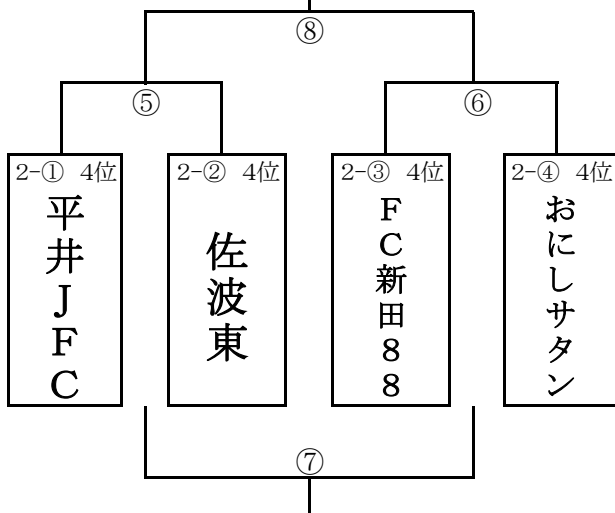 ⑧
⑤
⑥
2-① 4位
平井JFC
2-② 4位
佐波東
2-③ 4位
FC新田88
2-④ 4位
おにしサタン
⑦